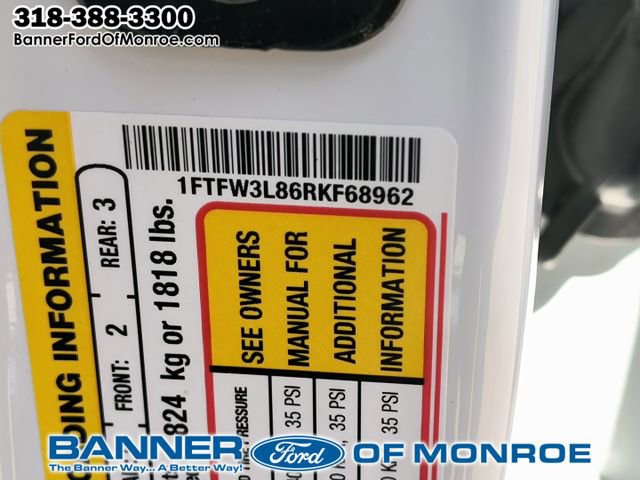 318-388-3300
BannerFordOfMonroe.com
1FTFW3L86RKF68962
DING INFORMATION
FRONT: 2 REAR: 3
824 kg or 1818 lbs.
SEE OWNERS
MANUAL FOR
ADDITIONAL
INFORMATION
PRESSURE
35 PSI
35 PSI
35 PSI
BANNER Ford OF MONROE
The Banner Way... A Better Way!